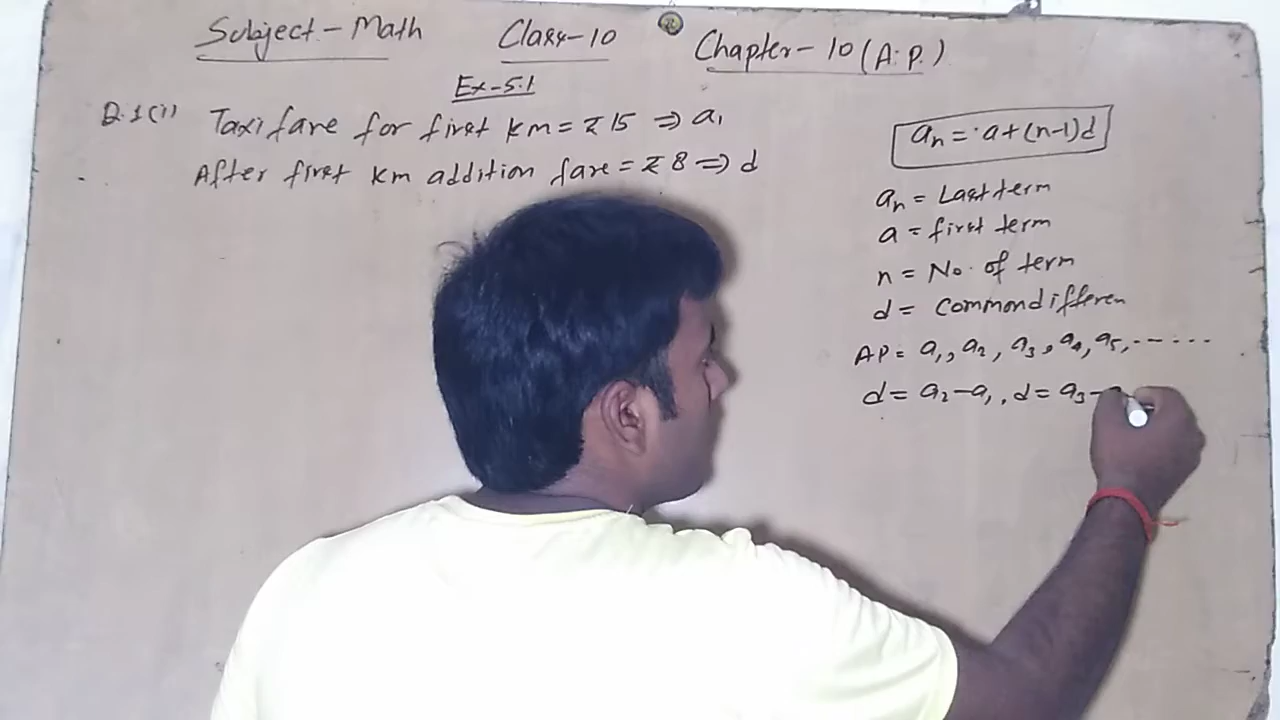 Subject - Math Class-10 Chapter - 10 (A.P.)
Ex-5.1
Q.1(i) Taxi fare for first km = ₹ 15 ⇒ a₁
After first km addition fare = ₹ 8 ⇒ d
aₙ = a + (n-1)d
aₙ = Last term
a = first term
n = No. of term
d = Common differen
AP = a₁, a₂, a₃, a₄, a₅, ------
d = a₂ - a₁, d = a₃ -